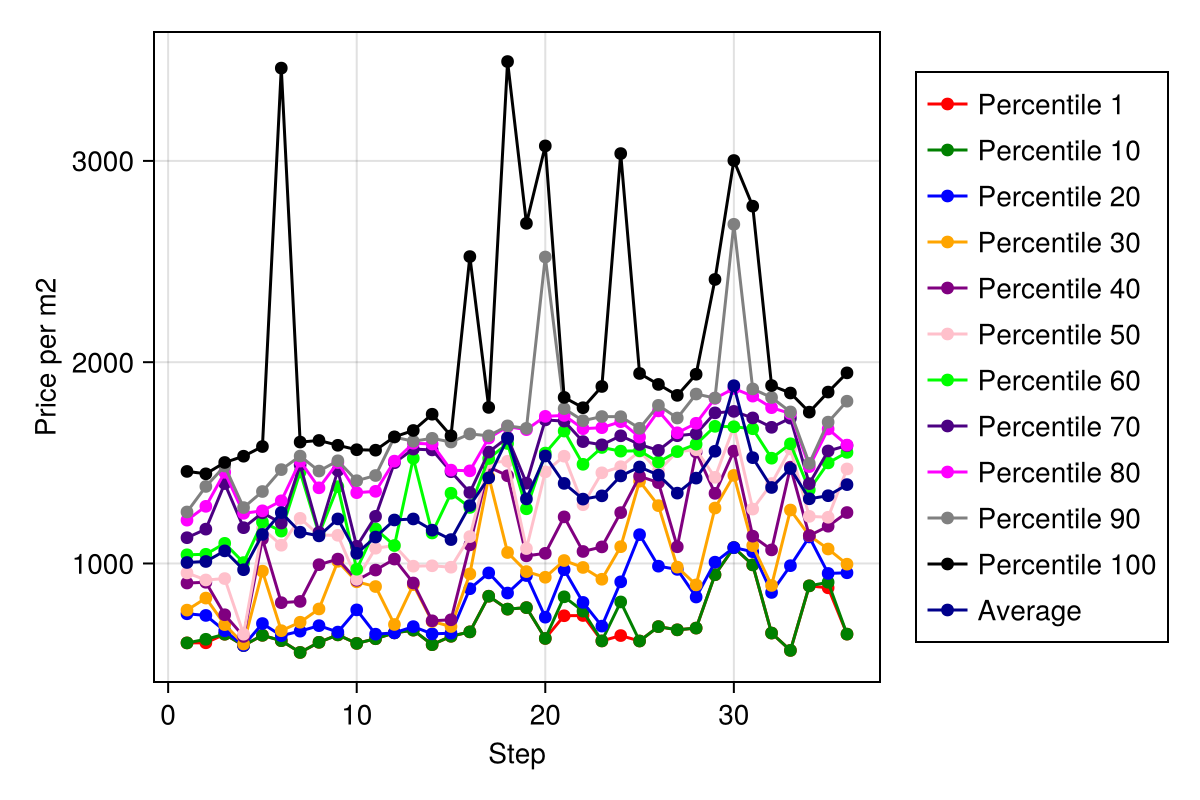 3000
2000
1000
Price per m2
0 10 20 30
Step
Percentile 1
Percentile 10
Percentile 20
Percentile 30
Percentile 40
Percentile 50
Percentile 60
Percentile 70
Percentile 80
Percentile 90
Percentile 100
Average